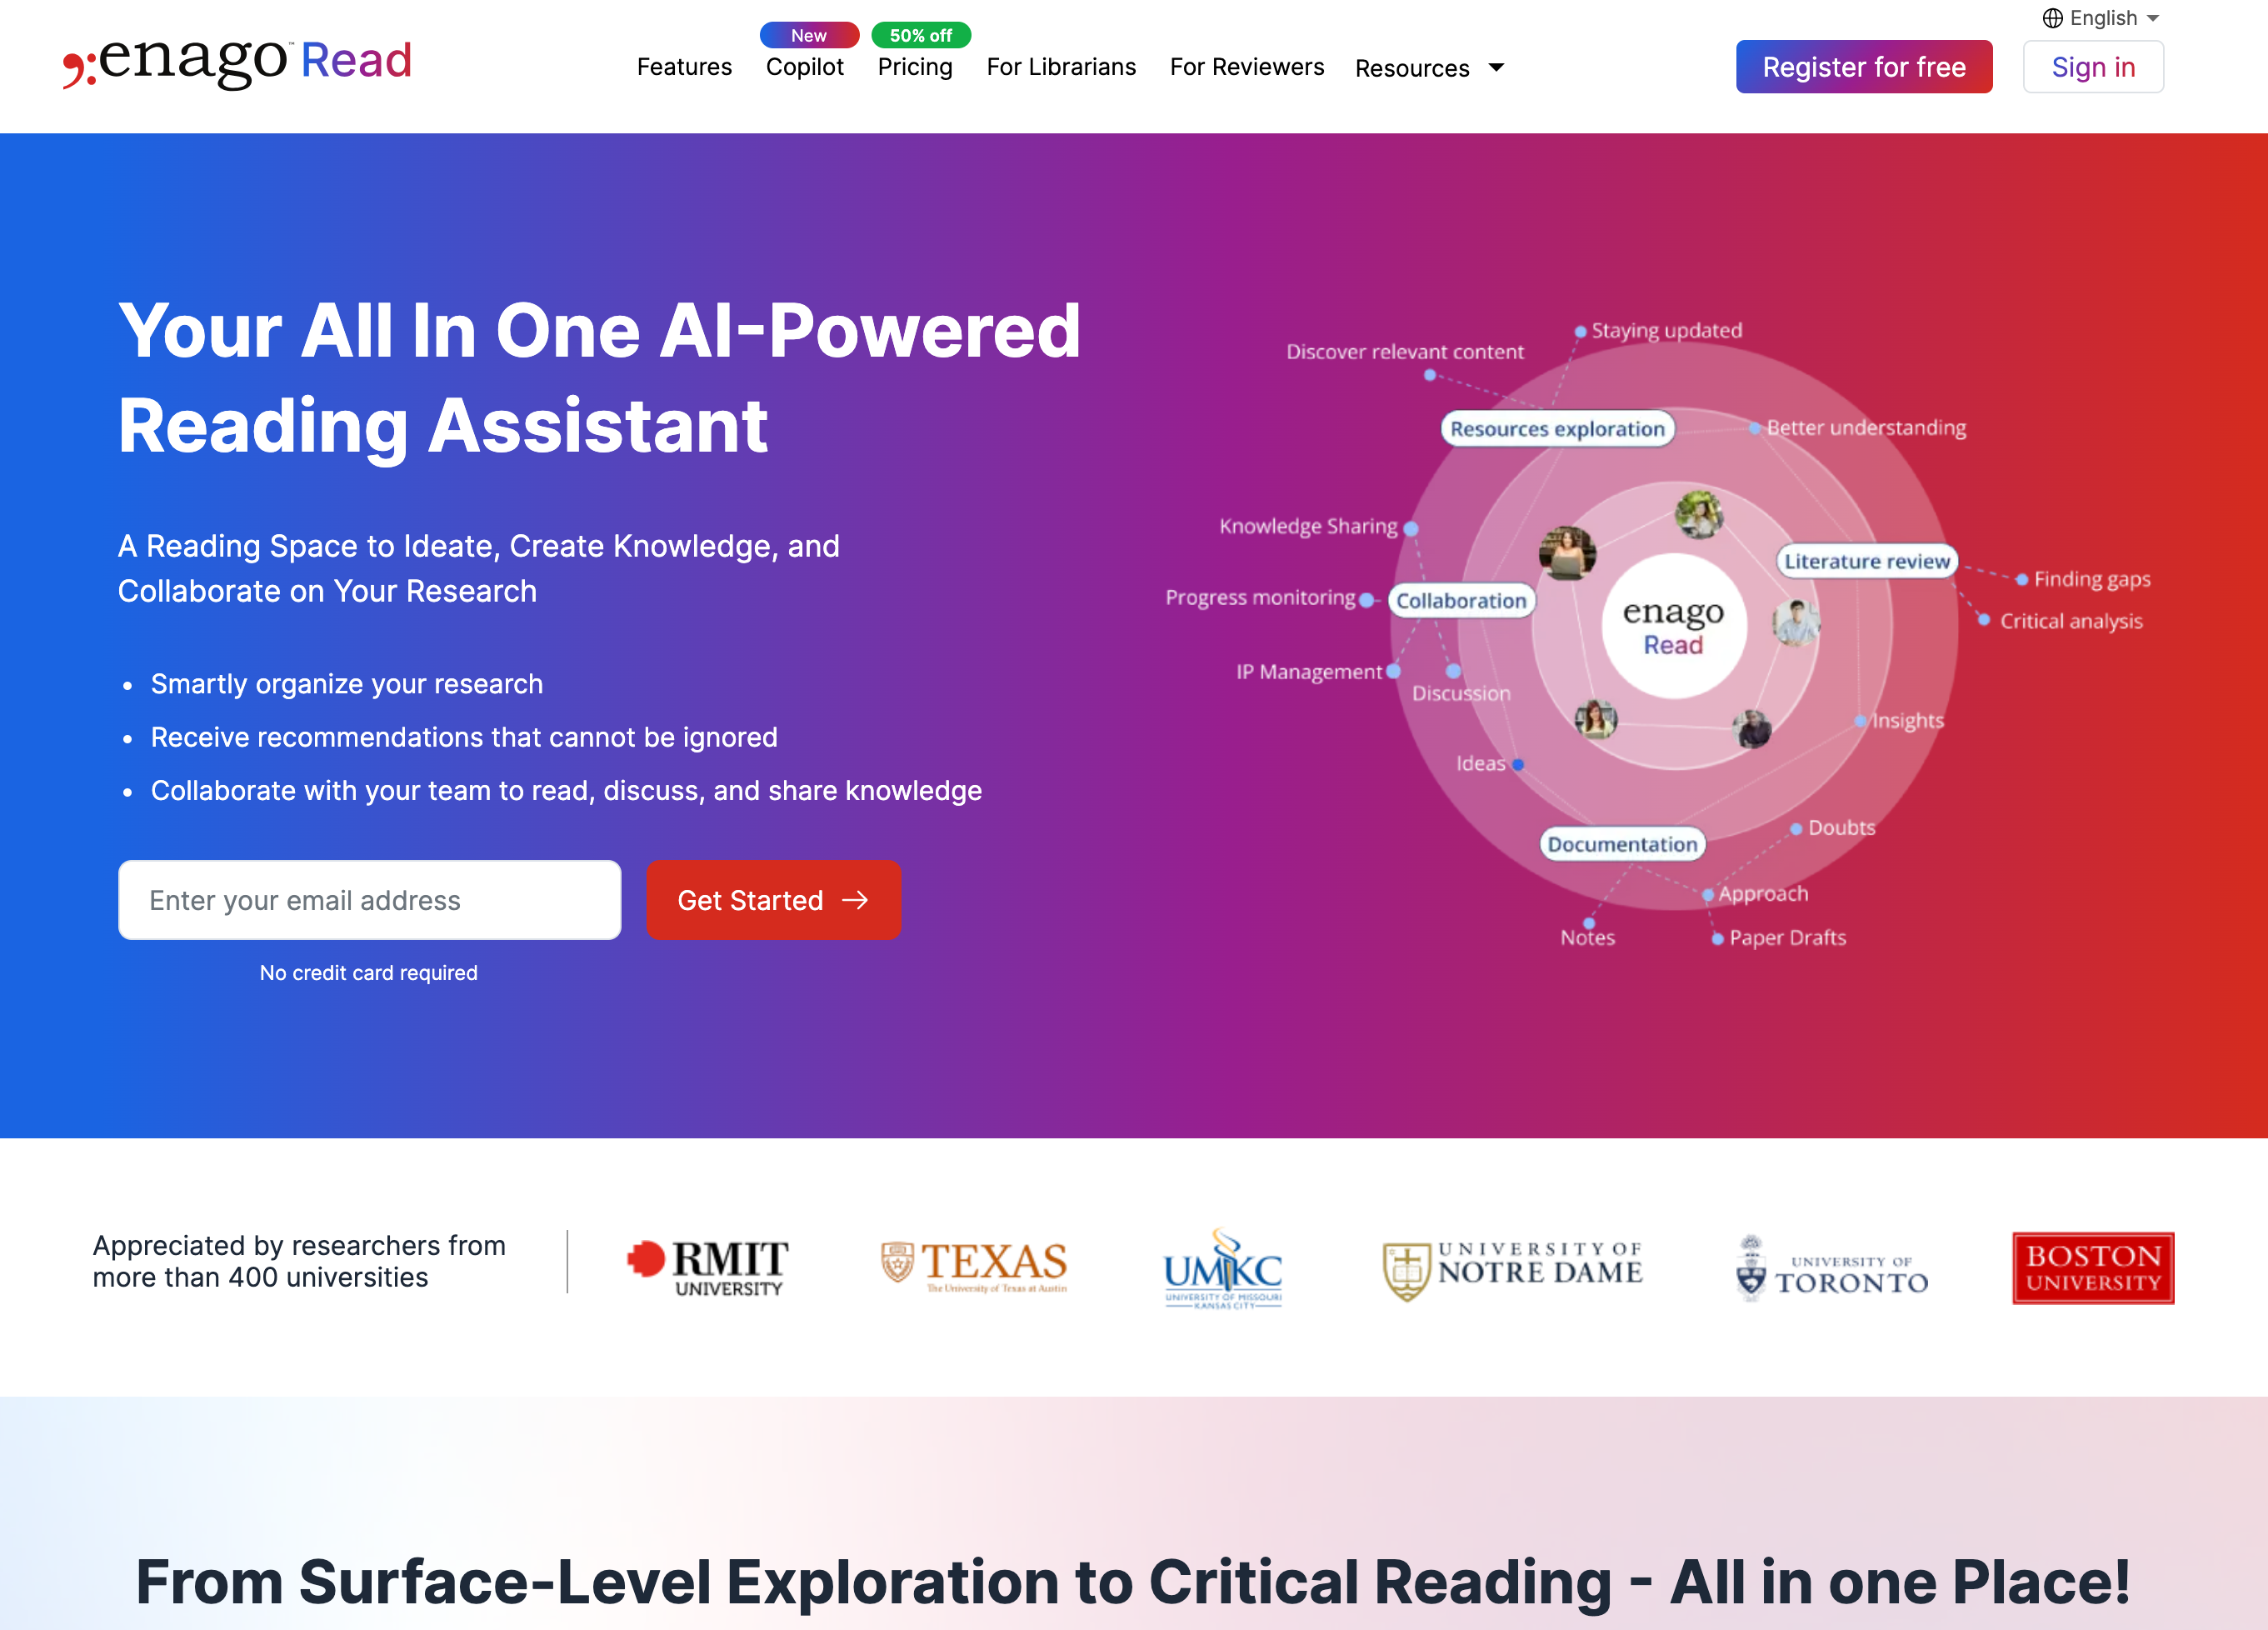 English
enago™ Read
New
50% off
Features
Copilot
Pricing
For Librarians
For Reviewers
Resources
Register for free
Sign in
Your All In One AI-Powered
Reading Assistant
A Reading Space to Ideate, Create Knowledge, and
Collaborate on Your Research
• Smartly organize your research
• Receive recommendations that cannot be ignored
• Collaborate with your team to read, discuss, and share knowledge
Enter your email address
Get Started →
No credit card required
Staying updated
Discover relevant content
Resources exploration
Better understanding
Knowledge Sharing
Literature review
Finding gaps
Progress monitoring
Collaboration
enago
Read
Critical analysis
IP Management
Discussion
Insights
Ideas
Doubts
Documentation
Approach
Notes
Paper Drafts
Appreciated by researchers from
more than 400 universities
RMIT
UNIVERSITY
TEXAS
The University of Texas at Austin
UMKC
UNIVERSITY OF MISSOURI
KANSAS CITY
UNIVERSITY OF
NOTRE DAME
UNIVERSITY OF
TORONTO
BOSTON
UNIVERSITY
From Surface-Level Exploration to Critical Reading - All in one Place!